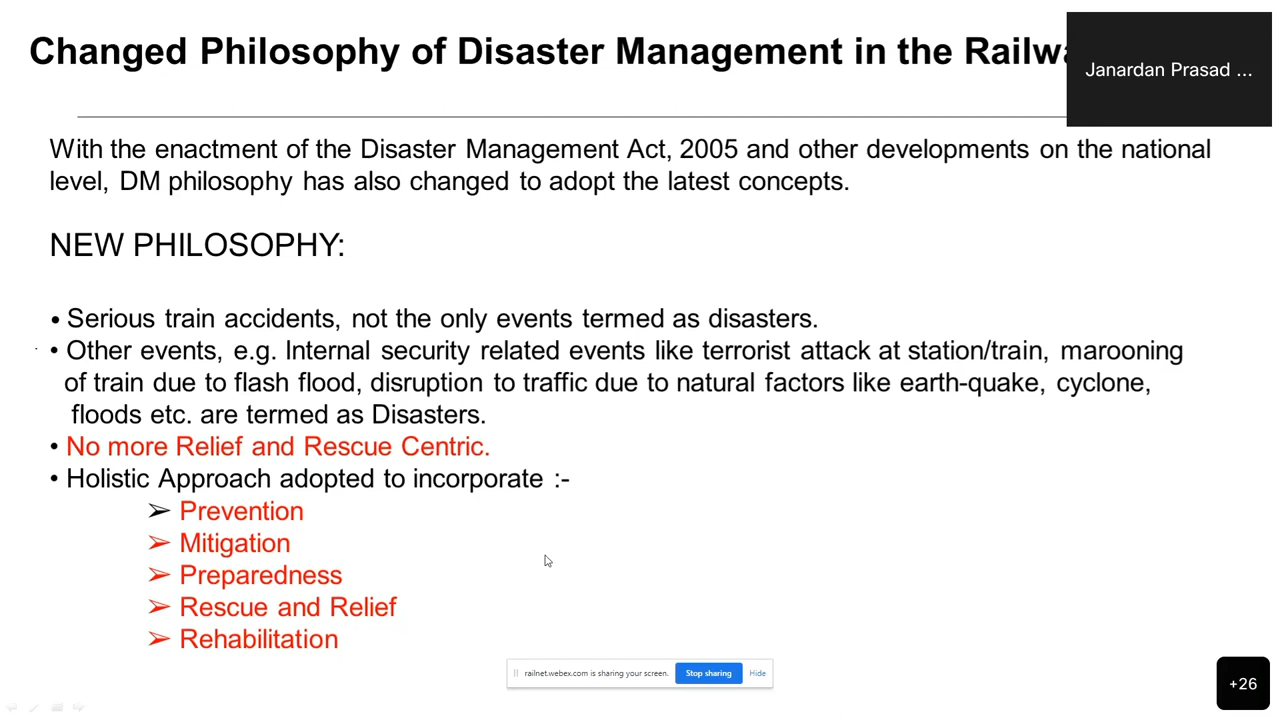 Changed Philosophy of Disaster Management in the
Janardan Prasad ...
With the enactment of the Disaster Management Act, 2005 and other developments on the national
level, DM philosophy has also changed to adopt the latest concepts.
NEW PHILOSOPHY:
• Serious train accidents, not the only events termed as disasters.
• Other events, e.g. Internal security related events like terrorist attack at station/train, marooning
of train due to flash flood, disruption to traffic due to natural factors like earth-quake, cyclone,
floods etc. are termed as Disasters.
• No more Relief and Rescue Centric.
• Holistic Approach adopted to incorporate :-
➢ Prevention
➢ Mitigation
➢ Preparedness
➢ Rescue and Relief
➢ Rehabilitation
railnet.webex.com is sharing your screen. Stop sharing Hide
+26